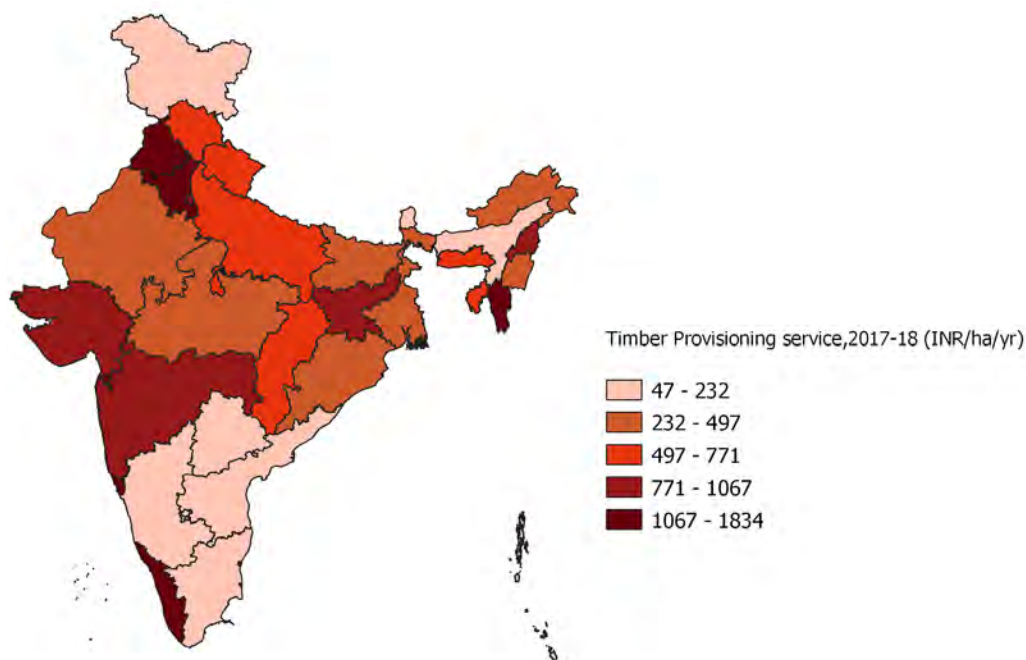 Timber Provisioning service,2017-18 (INR/ha/yr)
47 - 232
232 - 497
497 - 771
771 - 1067
1067 - 1834